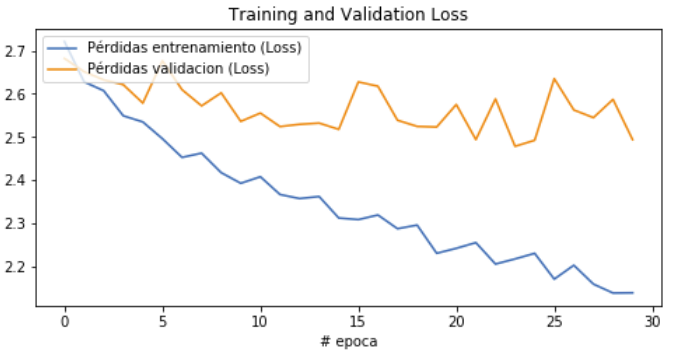 Training and Validation Loss
Pérdidas entrenamiento (Loss)
Pérdidas validacion (Loss)
2.7
2.6
2.5
2.4
2.3
2.2
0 5 10 15 20 25 30
# epoca